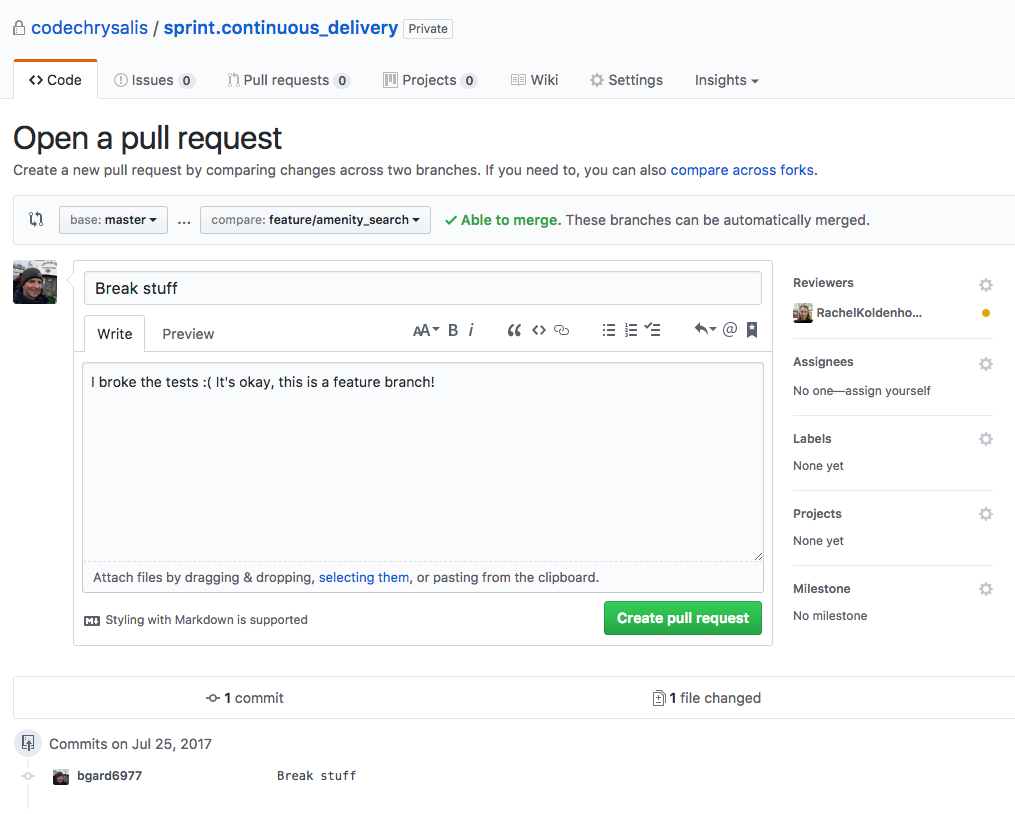 codechrysalis / sprint.continuous_delivery Private
Code Issues 0 Pull requests 0 Projects 0 Wiki Settings Insights
Open a pull request
Create a new pull request by comparing changes across two branches. If you need to, you can also compare across forks.
base: master ... compare: feature/amenity_search Able to merge. These branches can be automatically merged.
Break stuff
Write Preview AA B i
I broke the tests :( It's okay, this is a feature branch!
Attach files by dragging & dropping, selecting them, or pasting from the clipboard.
Styling with Markdown is supported
Create pull request
Reviewers
RachelKoldenho...
Assignees
No one—assign yourself
Labels
None yet
Projects
None yet
Milestone
No milestone
1 commit 1 file changed
Commits on Jul 25, 2017
bgard6977 Break stuff